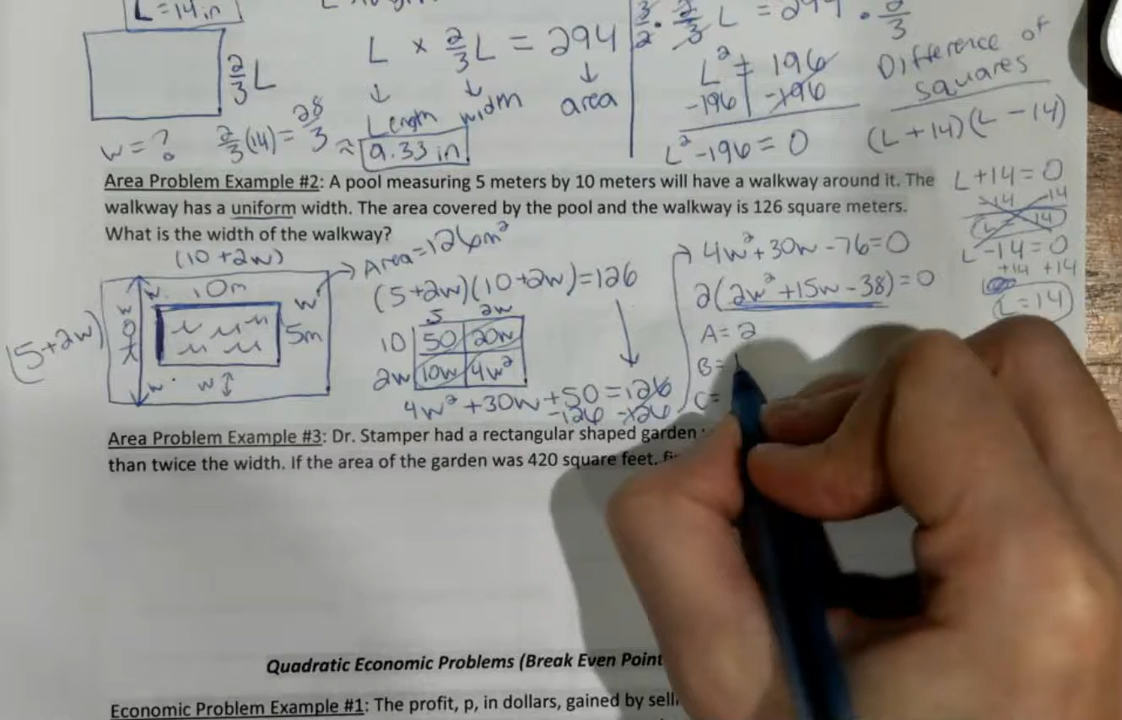 L = 14 in
2/3 L
w = ?
2/3 (14) = 28/3 ≈ 9.33 in
L × 2/3 L = 294
↓ ↓ ↓
Length width area
L² = 196
-196 -196
L² - 196 = 0
Difference of
squares
(L + 14)(L - 14)
L + 14 = 0
-14 -14
L - 14 = 0
+14 +14
L = 14
Area Problem Example #2: A pool measuring 5 meters by 10 meters will have a walkway around it. The
walkway has a uniform width. The area covered by the pool and the walkway is 126 square meters.
What is the width of the walkway?
(10 + 2w)
→ Area = 126m²
(5 + 2w)
10m
5m
w
w
w
w
(5 + 2w)(10 + 2w) = 126
5 2w
10 50 20w
2w 10w 4w²
4w² + 30w + 50 = 126
-126 -126
→ 4w² + 30w - 76 = 0
2(2w² + 15w - 38) = 0
A = 2
B =
C =
Area Problem Example #3: Dr. Stamper had a rectangular shaped garden
than twice the width. If the area of the garden was 420 square feet,
Quadratic Economic Problems (Break Even Point
Economic Problem Example #1: The profit, p, in dollars, gained by